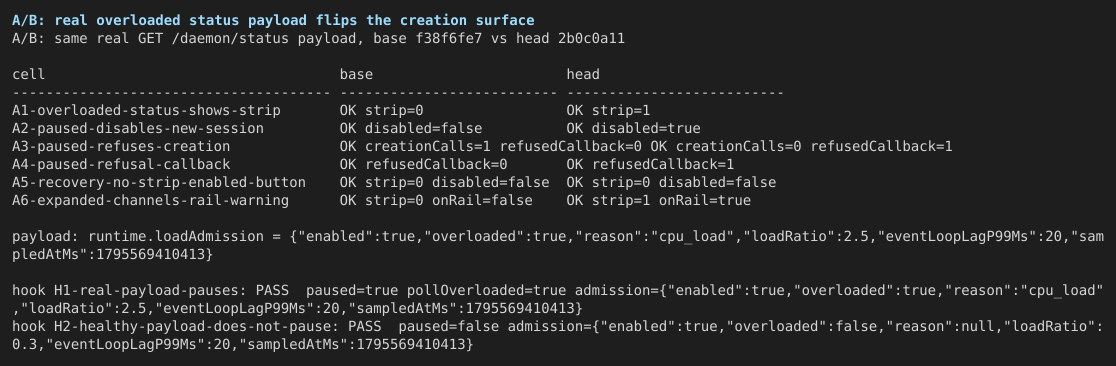 A/B: real overloaded status payload flips the creation surface
A/B: same real GET /daemon/status payload, base f38f6fe7 vs head 2b0c0a11
cell base head
-------------------------------------- -------------------------- --------------------------
A1-overloaded-status-shows-strip OK strip=0 OK strip=1
A2-paused-disables-new-session OK disabled=false OK disabled=true
A3-paused-refuses-creation OK creationCalls=1 refusedCallback=0 OK creationCalls=0 refusedCallback=1
A4-paused-refusal-callback OK refusedCallback=0 OK refusedCallback=1
A5-recovery-no-strip-enabled-button OK strip=0 disabled=false OK strip=0 disabled=false
A6-expanded-channels-rail-warning OK strip=0 onRail=false OK strip=1 onRail=true
payload: runtime.loadAdmission = {"enabled":true,"overloaded":true,"reason":"cpu_load","loadRatio":2.5,"eventLoopLagP99Ms":20,"sam
pledAtMs":1795569410413}
hook H1-real-payload-pauses: PASS paused=true pollOverloaded=true admission={"enabled":true,"overloaded":true,"reason":"cpu_load"
,"loadRatio":2.5,"eventLoopLagP99Ms":20,"sampledAtMs":1795569410413}
hook H2-healthy-payload-does-not-pause: PASS paused=false admission={"enabled":true,"overloaded":false,"reason":null,"loadRatio":
0.3,"eventLoopLagP99Ms":20,"sampledAtMs":1795569410413}